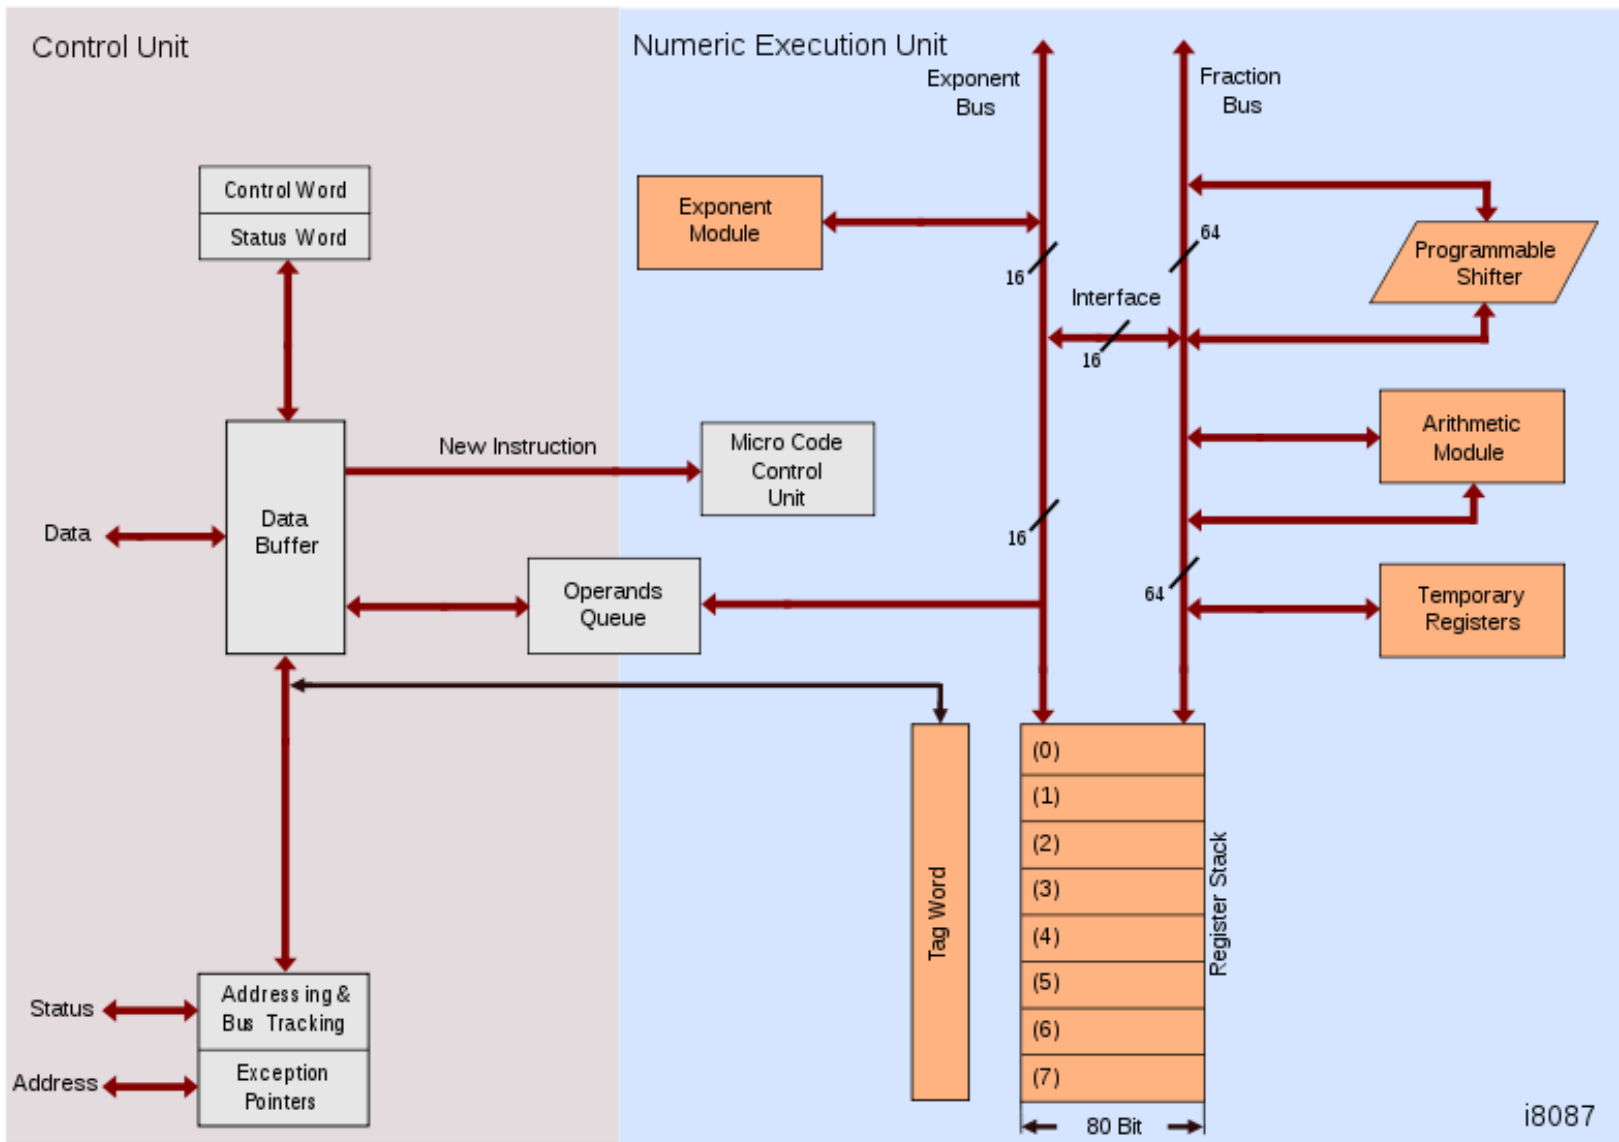 Control Unit
Numeric Execution Unit
Exponent
Bus
Fraction
Bus
Control Word
Status Word
Exponent
Module
16
64
Programmable
Shifter
Interface
16
New Instruction
Micro Code
Control
Unit
Arithmetic
Module
Data
Data
Buffer
16
Operands
Queue
64
Temporary
Registers
Tag Word
(0)
(1)
(2)
(3)
(4)
(5)
(6)
(7)
Register Stack
80 Bit
Status
Addressing &
Bus Tracking
Address
Exception
Pointers
i8087